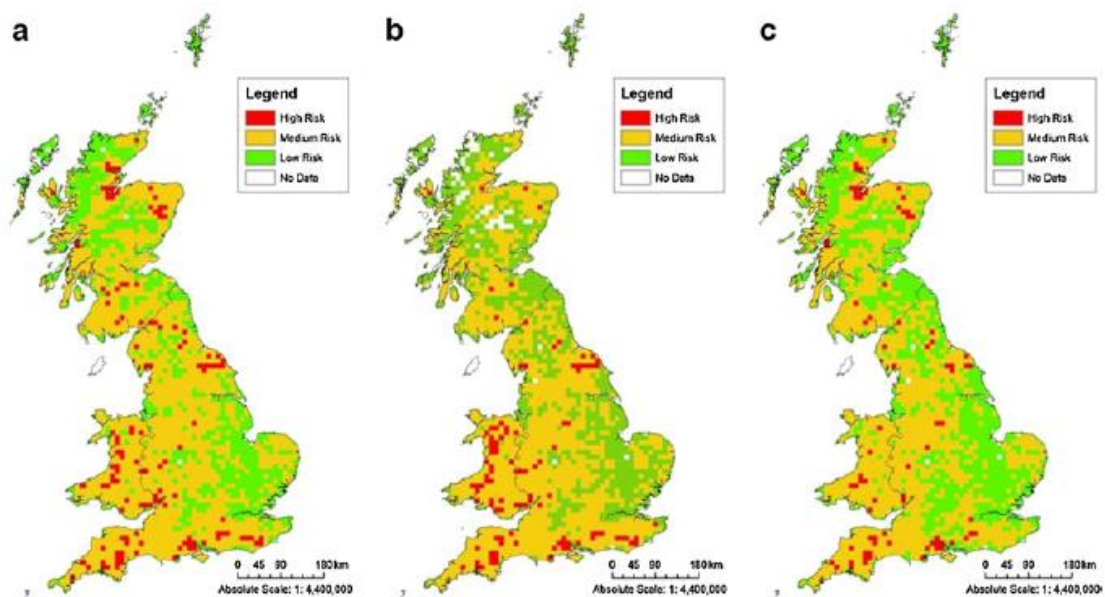 a
Legend
High Risk
Medium Risk
Low Risk
No Data
0 45 90 180km
Absolute Scale: 1: 4,400,000
b
Legend
High Risk
Medium Risk
Low Risk
No Data
0 45 90 180km
Absolute Scale: 1: 4,400,000
c
Legend
High Risk
Medium Risk
Low Risk
No Data
0 45 90 180km
Absolute Scale: 1: 4,400,000